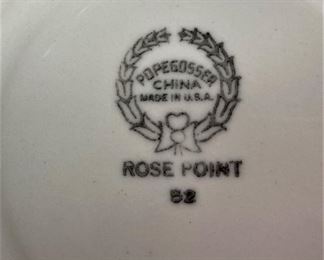 POPEGOSSER
CHINA
MADE IN U.S.A.
ROSE POINT
52